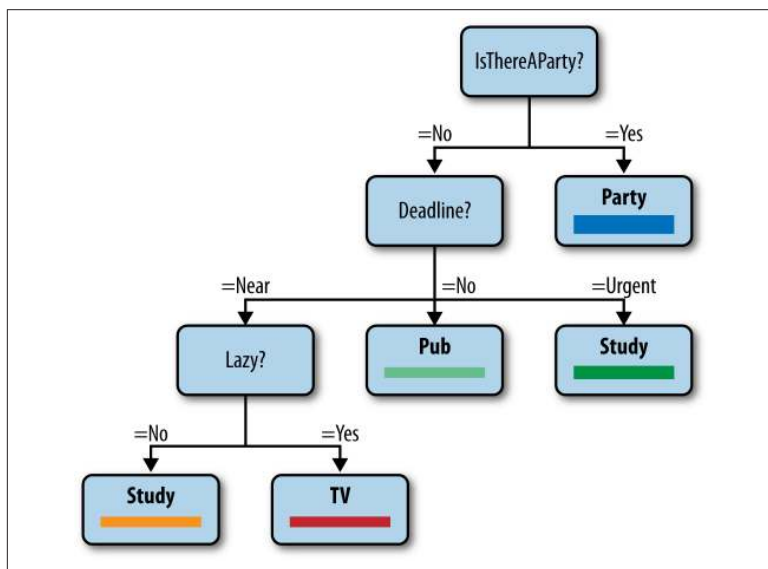 IsThereAParty?
=No
=Yes
Deadline?
Party
=Near
=No
=Urgent
Lazy?
Pub
Study
=No
=Yes
Study
TV